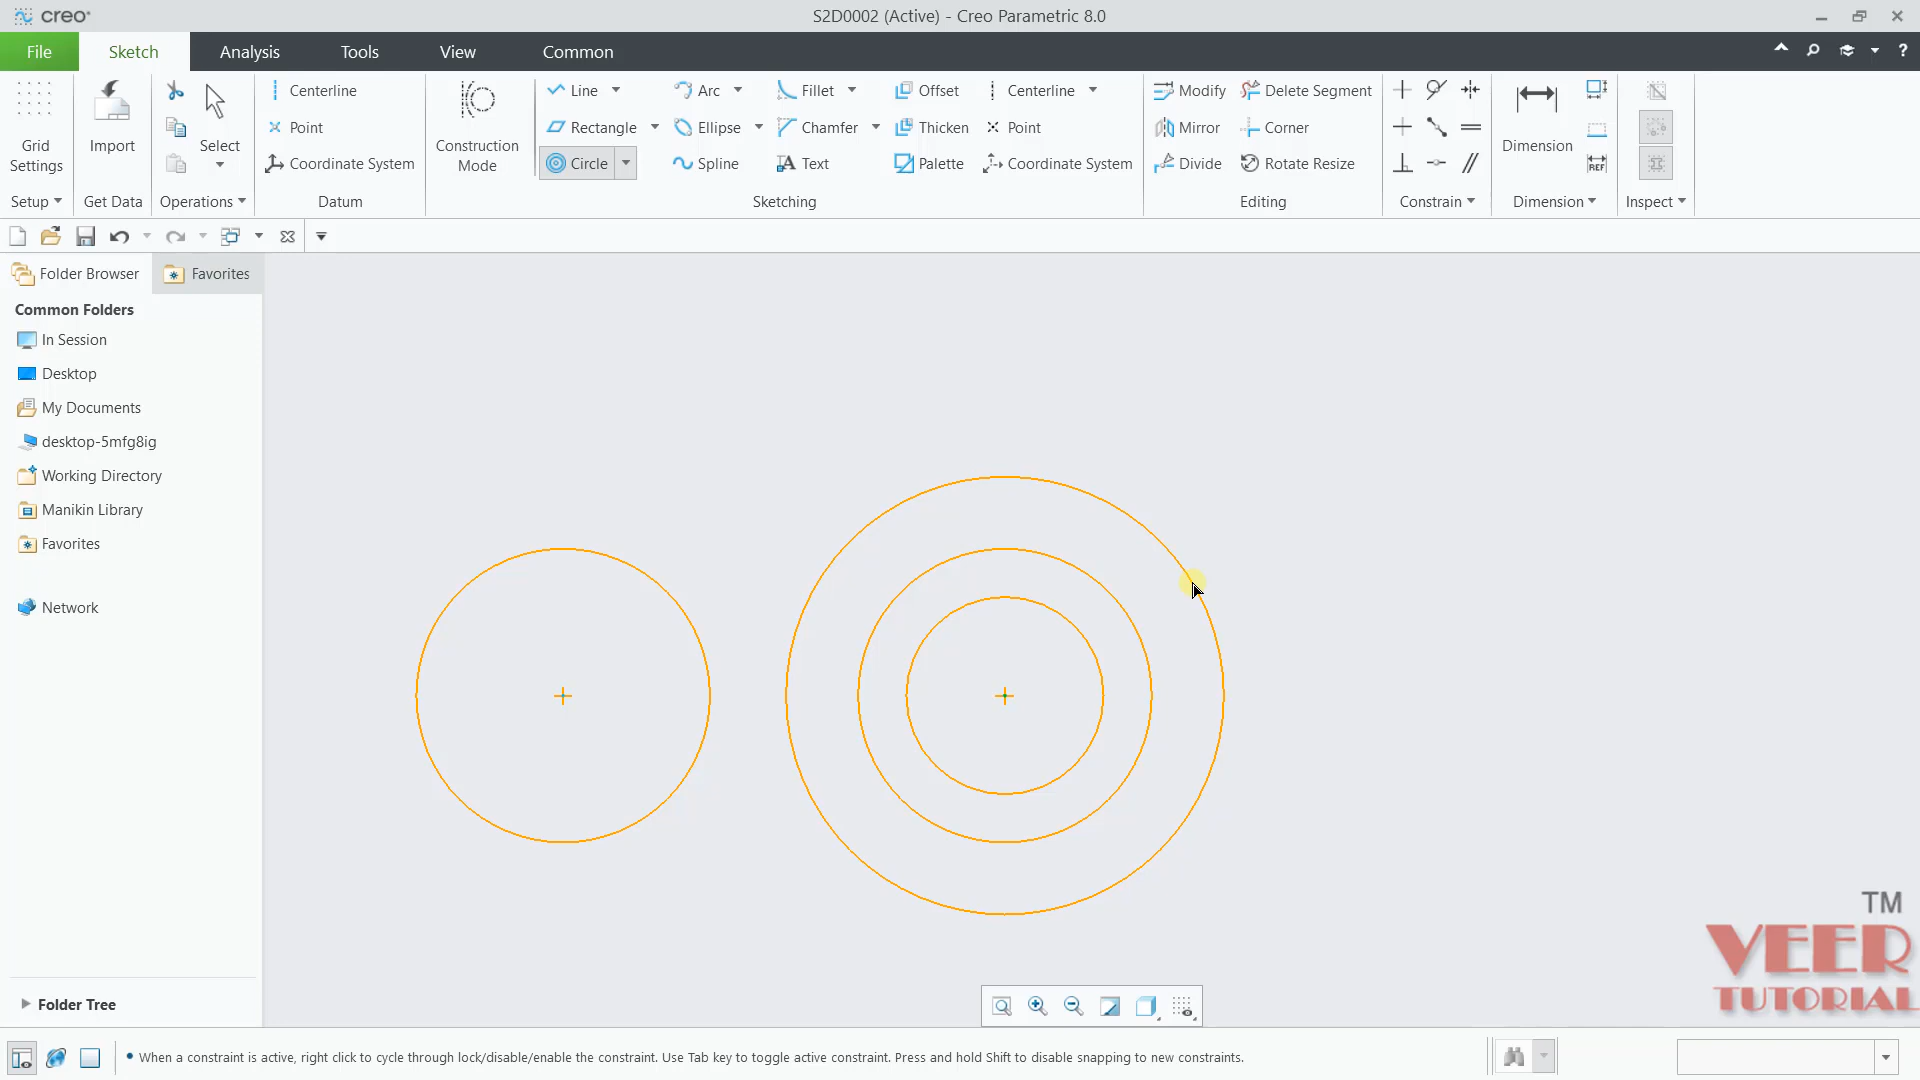 creo®
S2D0002 (Active) - Creo Parametric 8.0
File
Sketch
Analysis
Tools
View
Common
?
Grid
Settings
Setup
Import
Get Data
Select
Operations
Centerline
Point
Coordinate System
Datum
Construction
Mode
Line
Rectangle
Circle
Arc
Ellipse
Spline
Fillet
Chamfer
Text
Offset
Thicken
Palette
Centerline
Point
Coordinate System
Sketching
Modify
Mirror
Divide
Delete Segment
Corner
Rotate Resize
Editing
Constrain
Dimension
REF
Dimension
Inspect
Folder Browser
Favorites
Common Folders
In Session
Desktop
My Documents
desktop-5mfg8ig
Working Directory
Manikin Library
Favorites
Network
Folder Tree
TM
VEER
TUTORIAL
• When a constraint is active, right click to cycle through lock/disable/enable the constraint. Use Tab key to toggle active constraint. Press and hold Shift to disable snapping to new constraints.